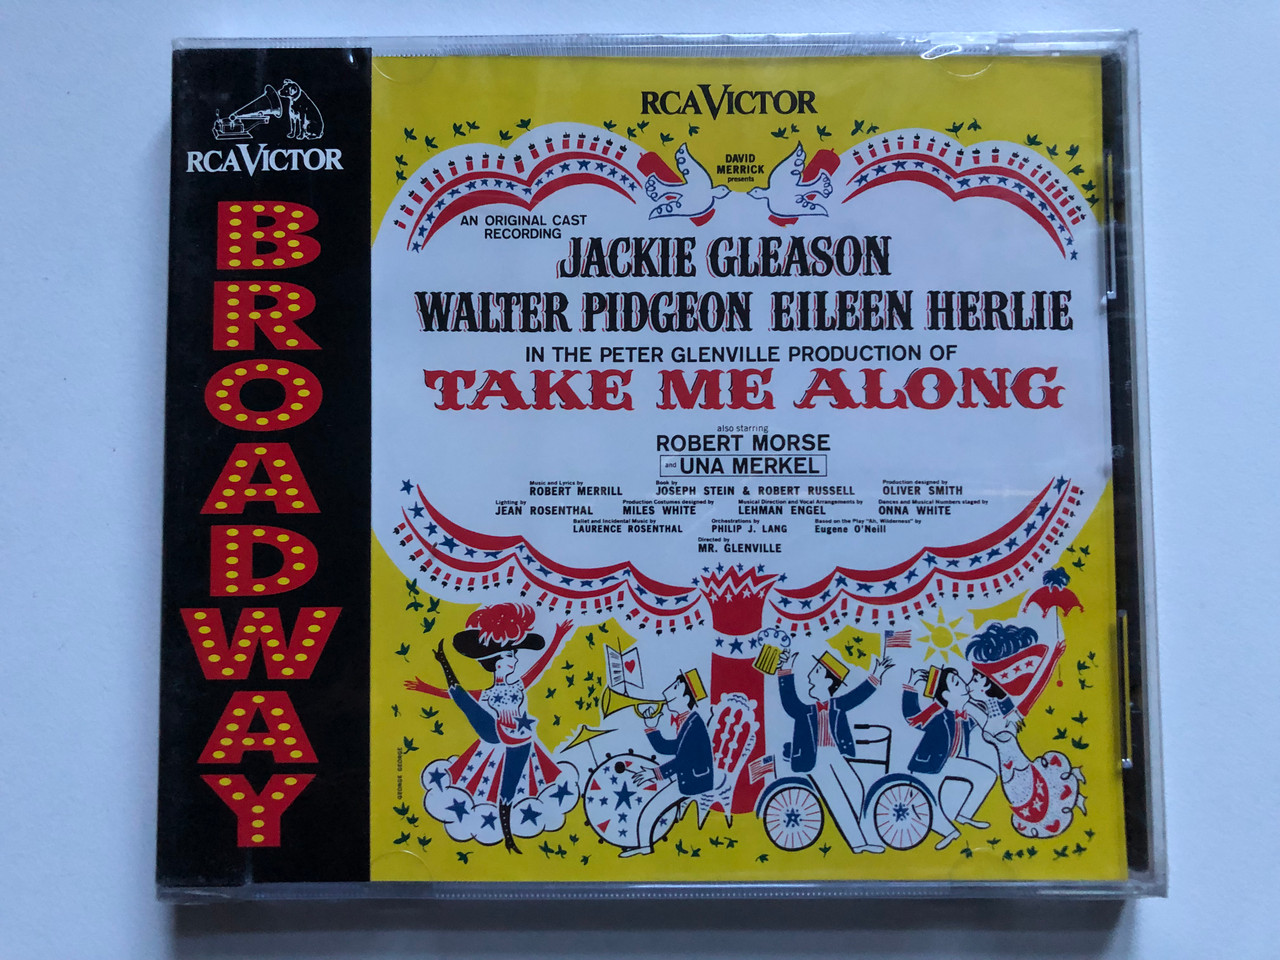 RCAVICTOR
BROADWAY
RCAVICTOR
DAVID
MERRICK
presents
AN ORIGINAL CAST
RECORDING
JACKIE GLEASON
WALTER PIDGEON EILEEN HERLIE
IN THE PETER GLENVILLE PRODUCTION OF
TAKE ME ALONG
also starring
ROBERT MORSE
and UNA MERKEL
Music and Lyrics by
ROBERT MERRILL
Book by
JOSEPH STEIN & ROBERT RUSSELL
Production designed by
OLIVER SMITH
Lighting by
JEAN ROSENTHAL
Production Costumes designed by
MILES WHITE
Musical Direction and Vocal Arrangements by
LEHMAN ENGEL
Dances and Musical Numbers staged by
ONNA WHITE
Ballet and Incidental Music by
LAURENCE ROSENTHAL
Orchestrations by
PHILIP J. LANG
Based on the Play "Ah, Wilderness" by
Eugene O'Neill
Directed by
MR. GLENVILLE